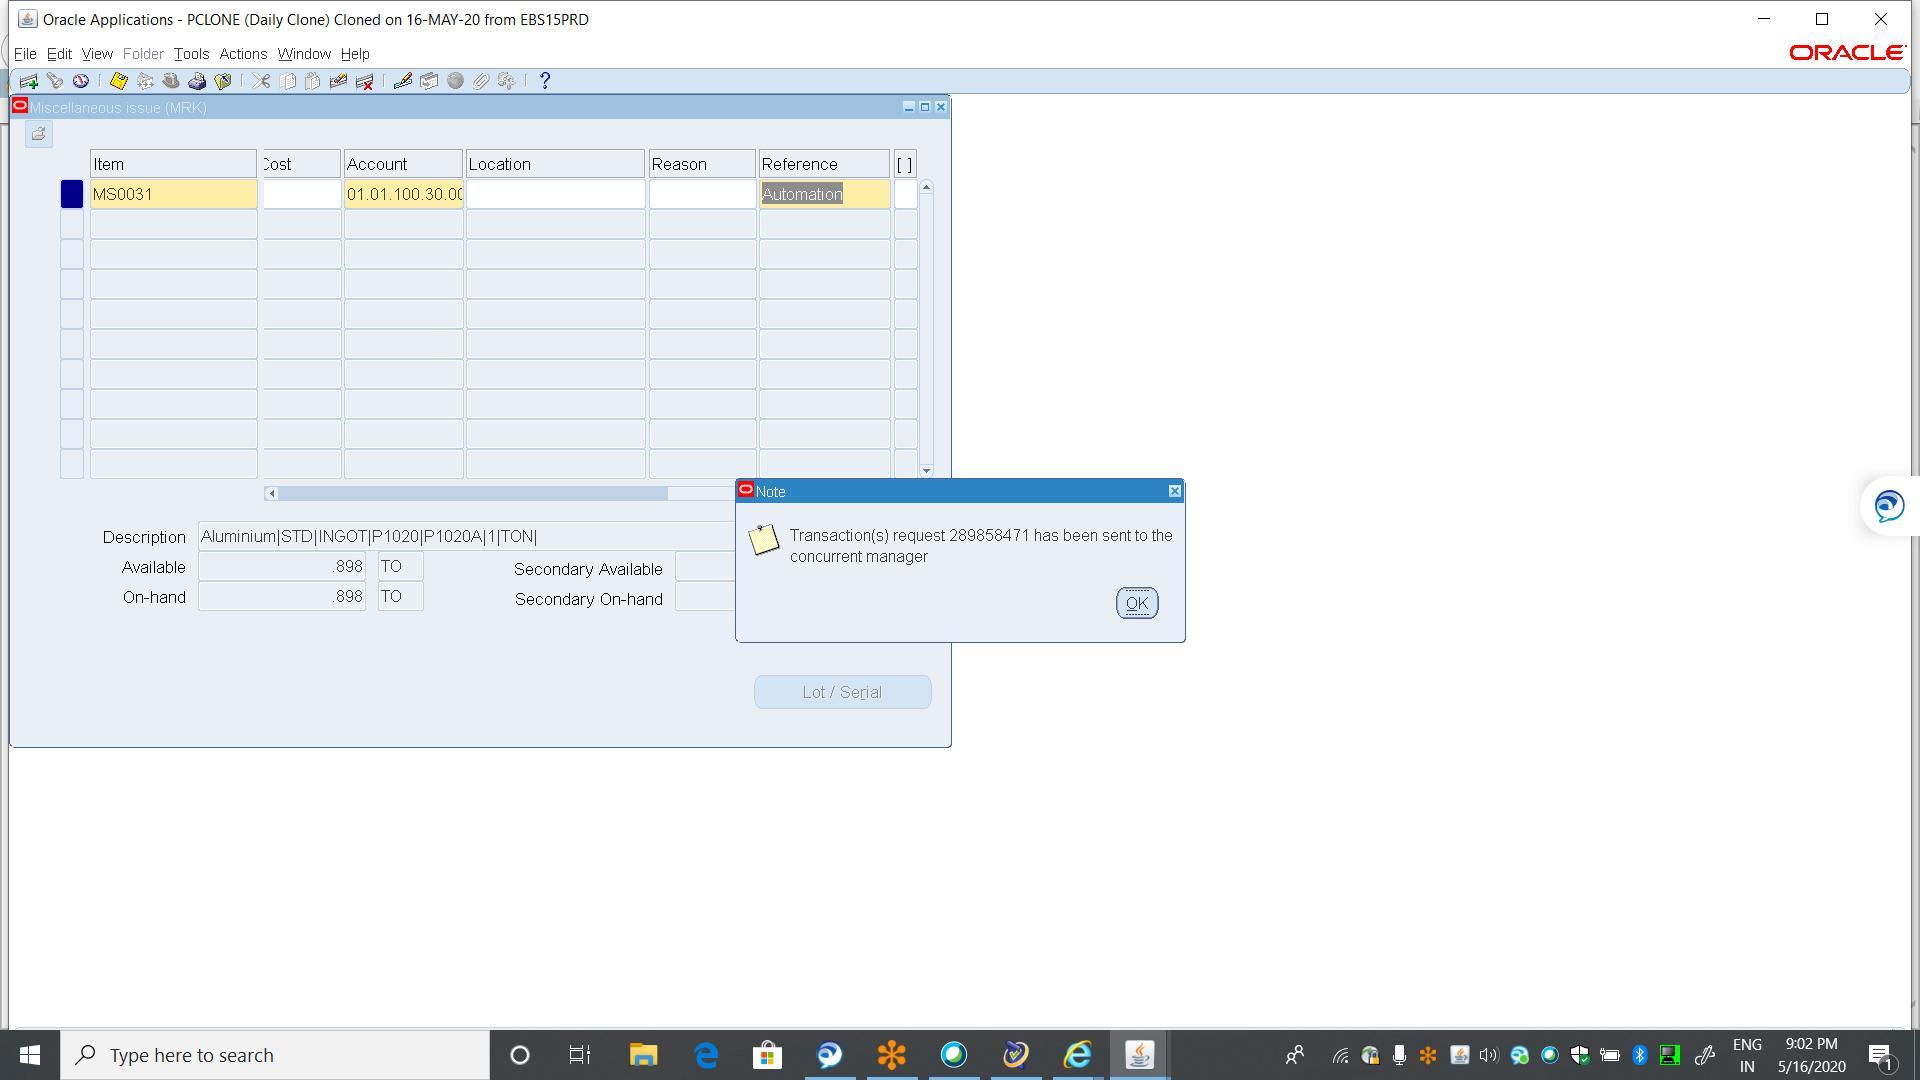 Oracle Applications - PCLONE (Daily Clone) Cloned on 16-MAY-20 from EBS15PRD
File Edit View Folder Tools Actions Window Help
ORACLE
Miscellaneous issue (MRK)
Item Cost Account Location Reason Reference [ ]
MS0031 01.01.100.30.00 Automation
Note
Transaction(s) request 289858471 has been sent to the
concurrent manager
OK
Description Aluminium|STD|INGOT|P1020|P1020A|1|TON|
Available .898 TO Secondary Available
On-hand .898 TO Secondary On-hand
Lot / Serial
Type here to search
ENG
IN
9:02 PM
5/16/2020
1